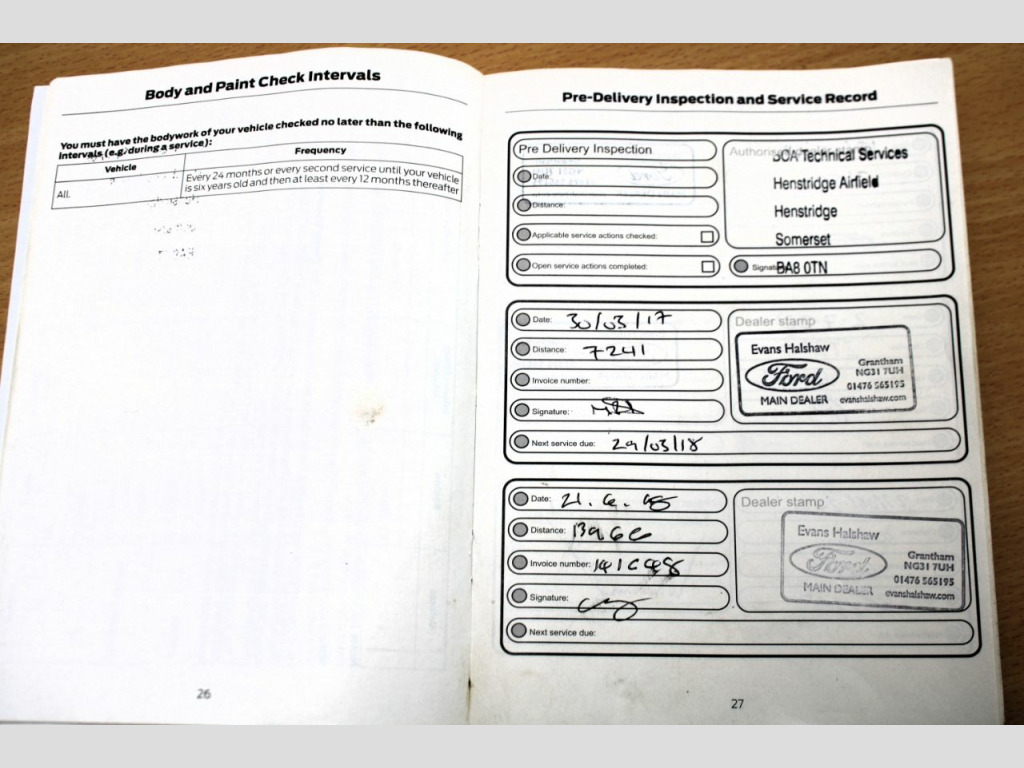 Body and Paint Check Intervals
You must have the bodywork of your vehicle checked no later than the following
intervals (e.g. during a service):
Vehicle Frequency
All. Every 24 months or every second service until your vehicle
is six years old and then at least every 12 months thereafter
26
Pre-Delivery Inspection and Service Record
Pre Delivery Inspection
Date
Distance:
Applicable service actions checked:
Open service actions completed:
Technical Services
Henstridge Airfield
Henstridge
Somerset
BA8 0TN
Date: 30/03/17
Distance: 7241
Invoice number:
Signature:
Next service due: 29/03/18
Dealer stamp
Evans Halshaw
Ford
MAIN DEALER
Grantham
NG31 7UH
01476 565195
evanshalshaw.com
Date:
Distance:
Invoice number:
Signature:
Next service due:
Dealer stamp
Evans Halshaw
Ford
MAIN DEALER
Grantham
NG31 7UH
01476 565195
evanshalshaw.com
27